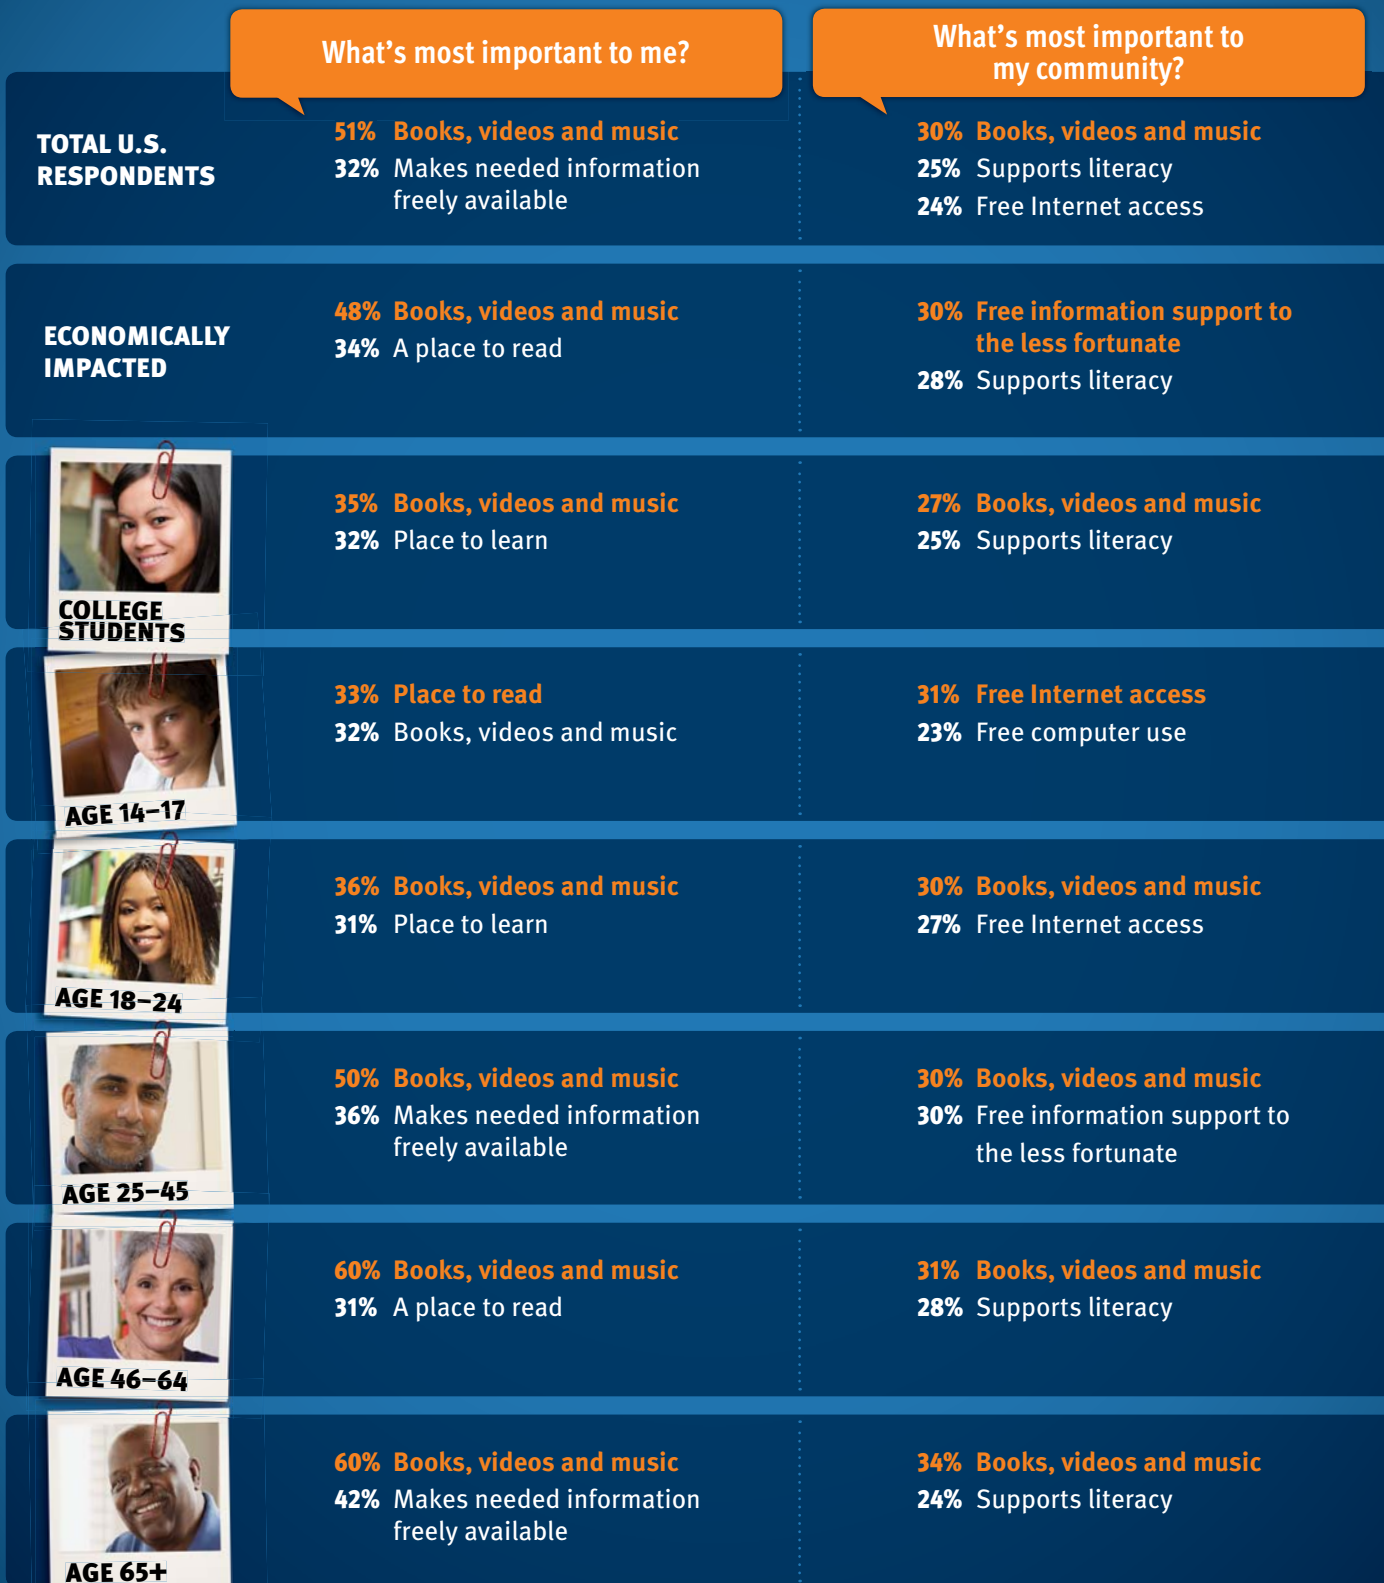 What's most important to me?
What's most important to
my community?
TOTAL U.S.
RESPONDENTS
51% Books, videos and music
32% Makes needed information
freely available
30% Books, videos and music
25% Supports literacy
24% Free Internet access
ECONOMICALLY
IMPACTED
48% Books, videos and music
34% A place to read
30% Free information support to
the less fortunate
28% Supports literacy
COLLEGE
STUDENTS
35% Books, videos and music
32% Place to learn
27% Books, videos and music
25% Supports literacy
AGE 14–17
33% Place to read
32% Books, videos and music
31% Free Internet access
23% Free computer use
AGE 18–24
36% Books, videos and music
31% Place to learn
30% Books, videos and music
27% Free Internet access
AGE 25–45
50% Books, videos and music
36% Makes needed information
freely available
30% Books, videos and music
30% Free information support to
the less fortunate
AGE 46–64
60% Books, videos and music
31% A place to read
31% Books, videos and music
28% Supports literacy
AGE 65+
60% Books, videos and music
42% Makes needed information
freely available
34% Books, videos and music
24% Supports literacy